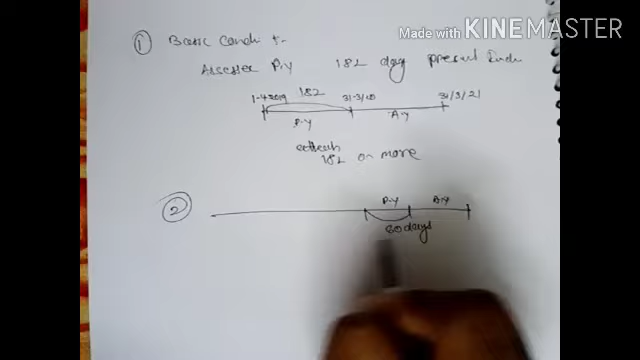 Made with KINEMASTER
① Basic Condi t-
Assessee P.Y 182 day present Indi
182
1-4-2019 31-3/20 31/3/21
P-Y A-Y
182 or more
② P.Y A.Y
60 days